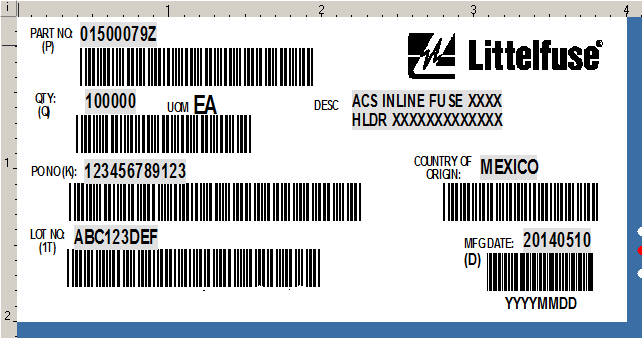 i 1 2 3 4
PART NO: 01500079Z
(P)
Littelfuse®
QTY: 100000 UOM EA
(Q)
DESC ACS INLINE FUSE XXXX
HLDR XXXXXXXXXXXXX
1
PO NO(K): 123456789123
COUNTRY OF
ORIGIN: MEXICO
LOT NO: ABC123DEF
(1T)
MFG DATE: 20140510
(D)
YYYYMMDD
2